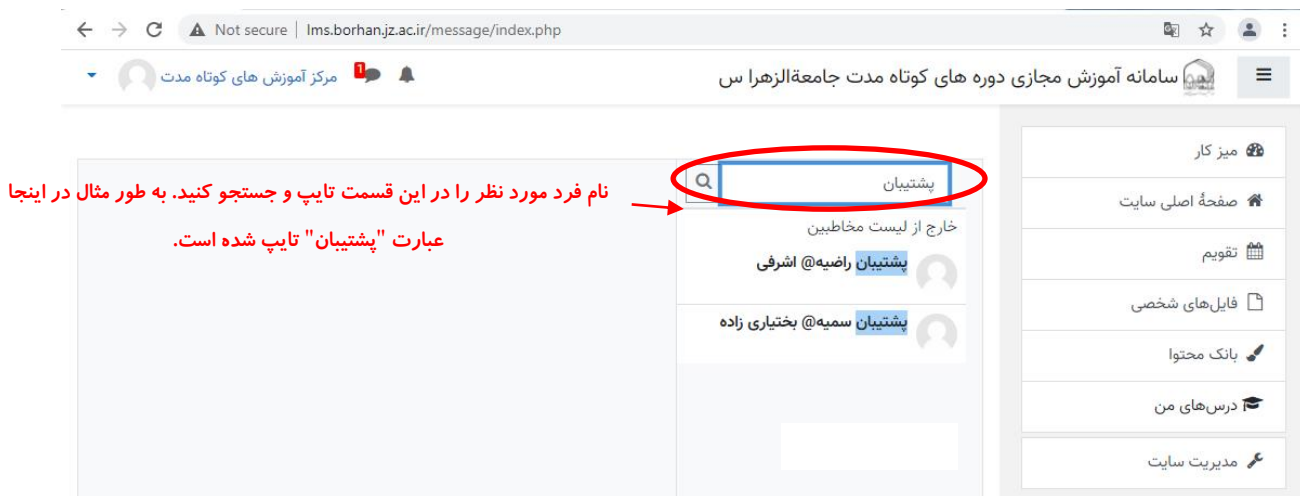 Not secure | lms.borhan.jz.ac.ir/message/index.php
سامانه آموزش مجازی دوره های کوتاه مدت جامعةالزهرا س
1
مرکز آموزش های کوتاه مدت
میز کار
صفحهٔ اصلی سایت
تقویم
فایل‌های شخصی
بانک محتوا
درس‌های من
مدیریت سایت
پشتیبان
خارج از لیست مخاطبین
پشتیبان راضیه@ اشرفی
پشتیبان سمیه@ بختیاری زاده
نام فرد مورد نظر را در این قسمت تایپ و جستجو کنید. به طور مثال در اینجا
عبارت "پشتیبان" تایپ شده است.